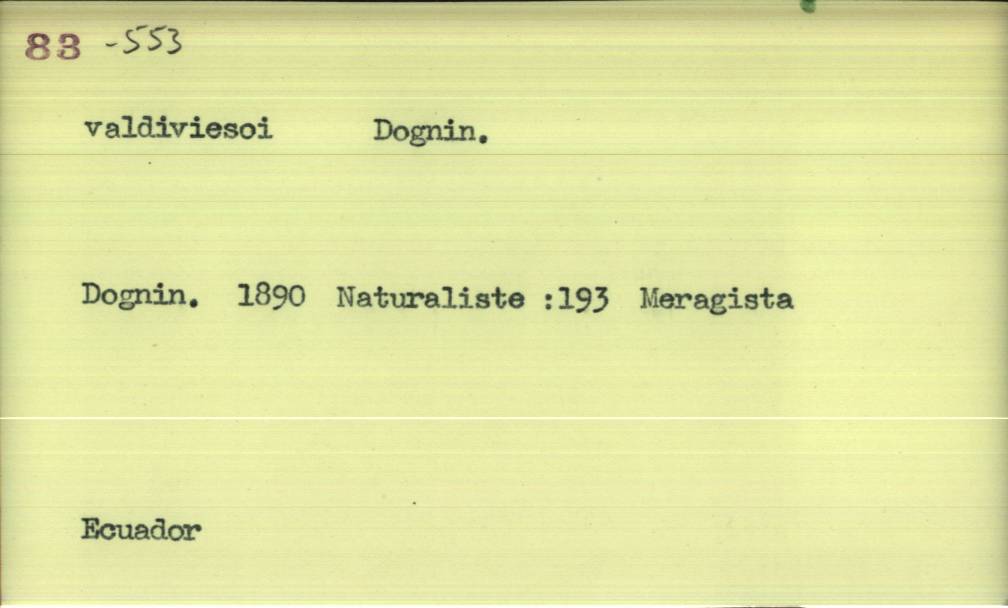 83 -553
valdiviesoi Dognin.
Dognin. 1890 Naturaliste :193 Meragista
Ecuador